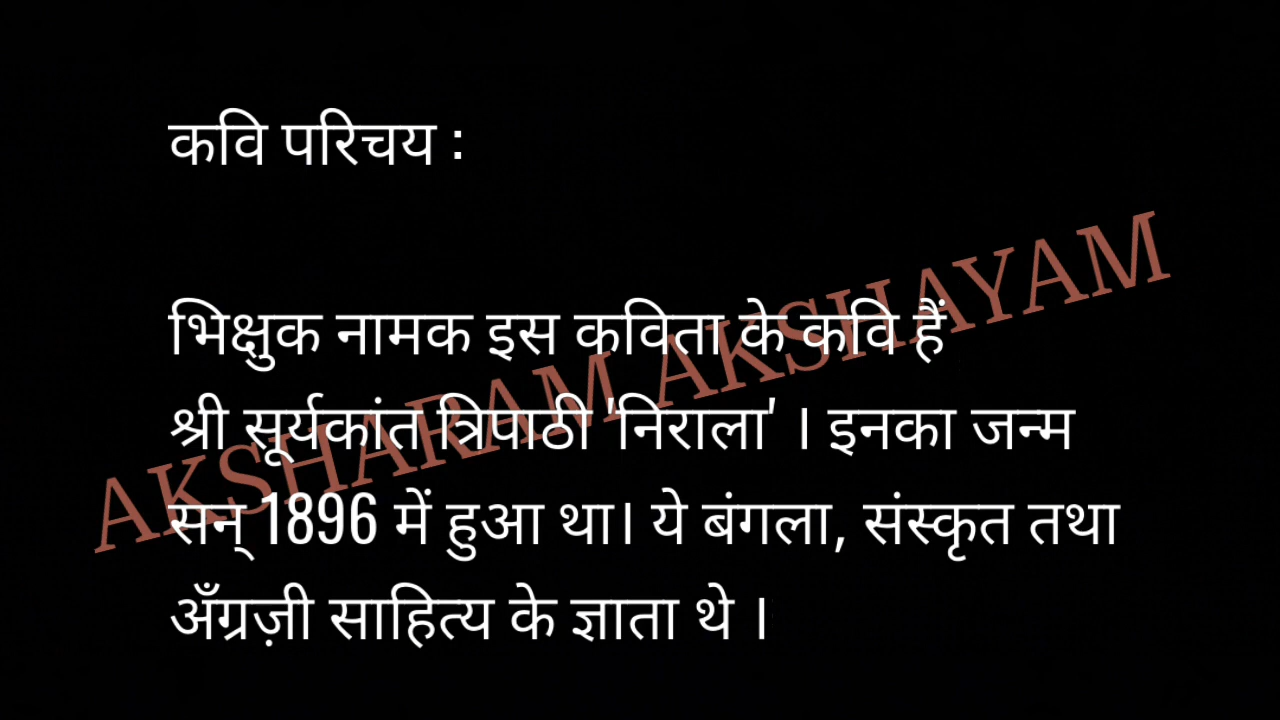 कवि परिचय :
भिक्षुक नामक इस कविता के कवि हैं
श्री सूर्यकांत त्रिपाठी 'निराला' । इनका जन्म
सन् 1896 में हुआ था। ये बंगला, संस्कृत तथा
अँग्रज़ी साहित्य के ज्ञाता थे ।
AKSHARAM AKSHAYAM